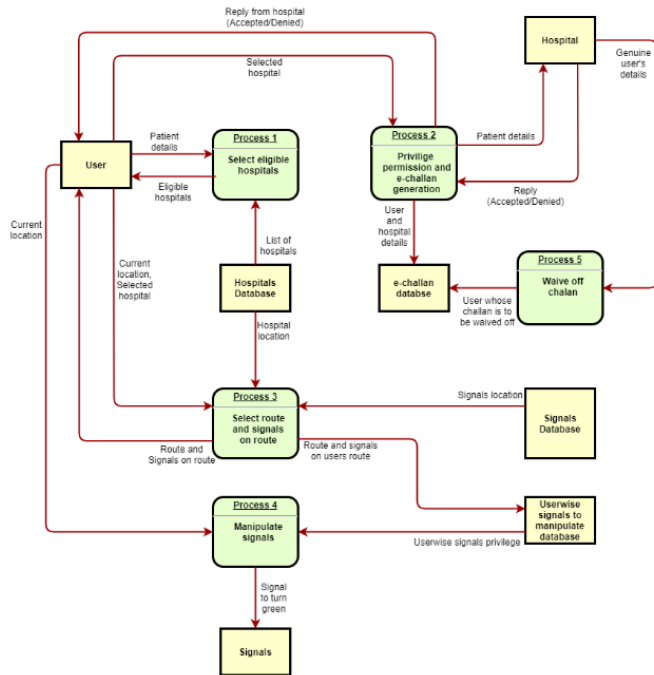 Reply from hospital
(Accepted/Denied)
Selected
hospital
Hospital
Genuine
user's
details
Process 1
Select eligible
hospitals
Process 2
Privilige
permission and
e-challan
generation
Patient
details
Patient details
User
Eligible
hospitals
Reply
(Accepted/Denied)
Current
location
User
and
hospital
details
List of
hospitals
Current
location,
Selected
hospital
Hospitals
Database
e-challan
databse
Process 5
Waive off
chalan
User whose
challan is to
be waived off
Hospital
location
Process 3
Select route
and signals
on route
Signals location
Signals
Database
Route and
Signals on route
Route and signals
on users route
Process 4
Manipulate
signals
Userwise
signals to
manipulate
database
Userwise signals privilege
Signal
to turn
green
Signals